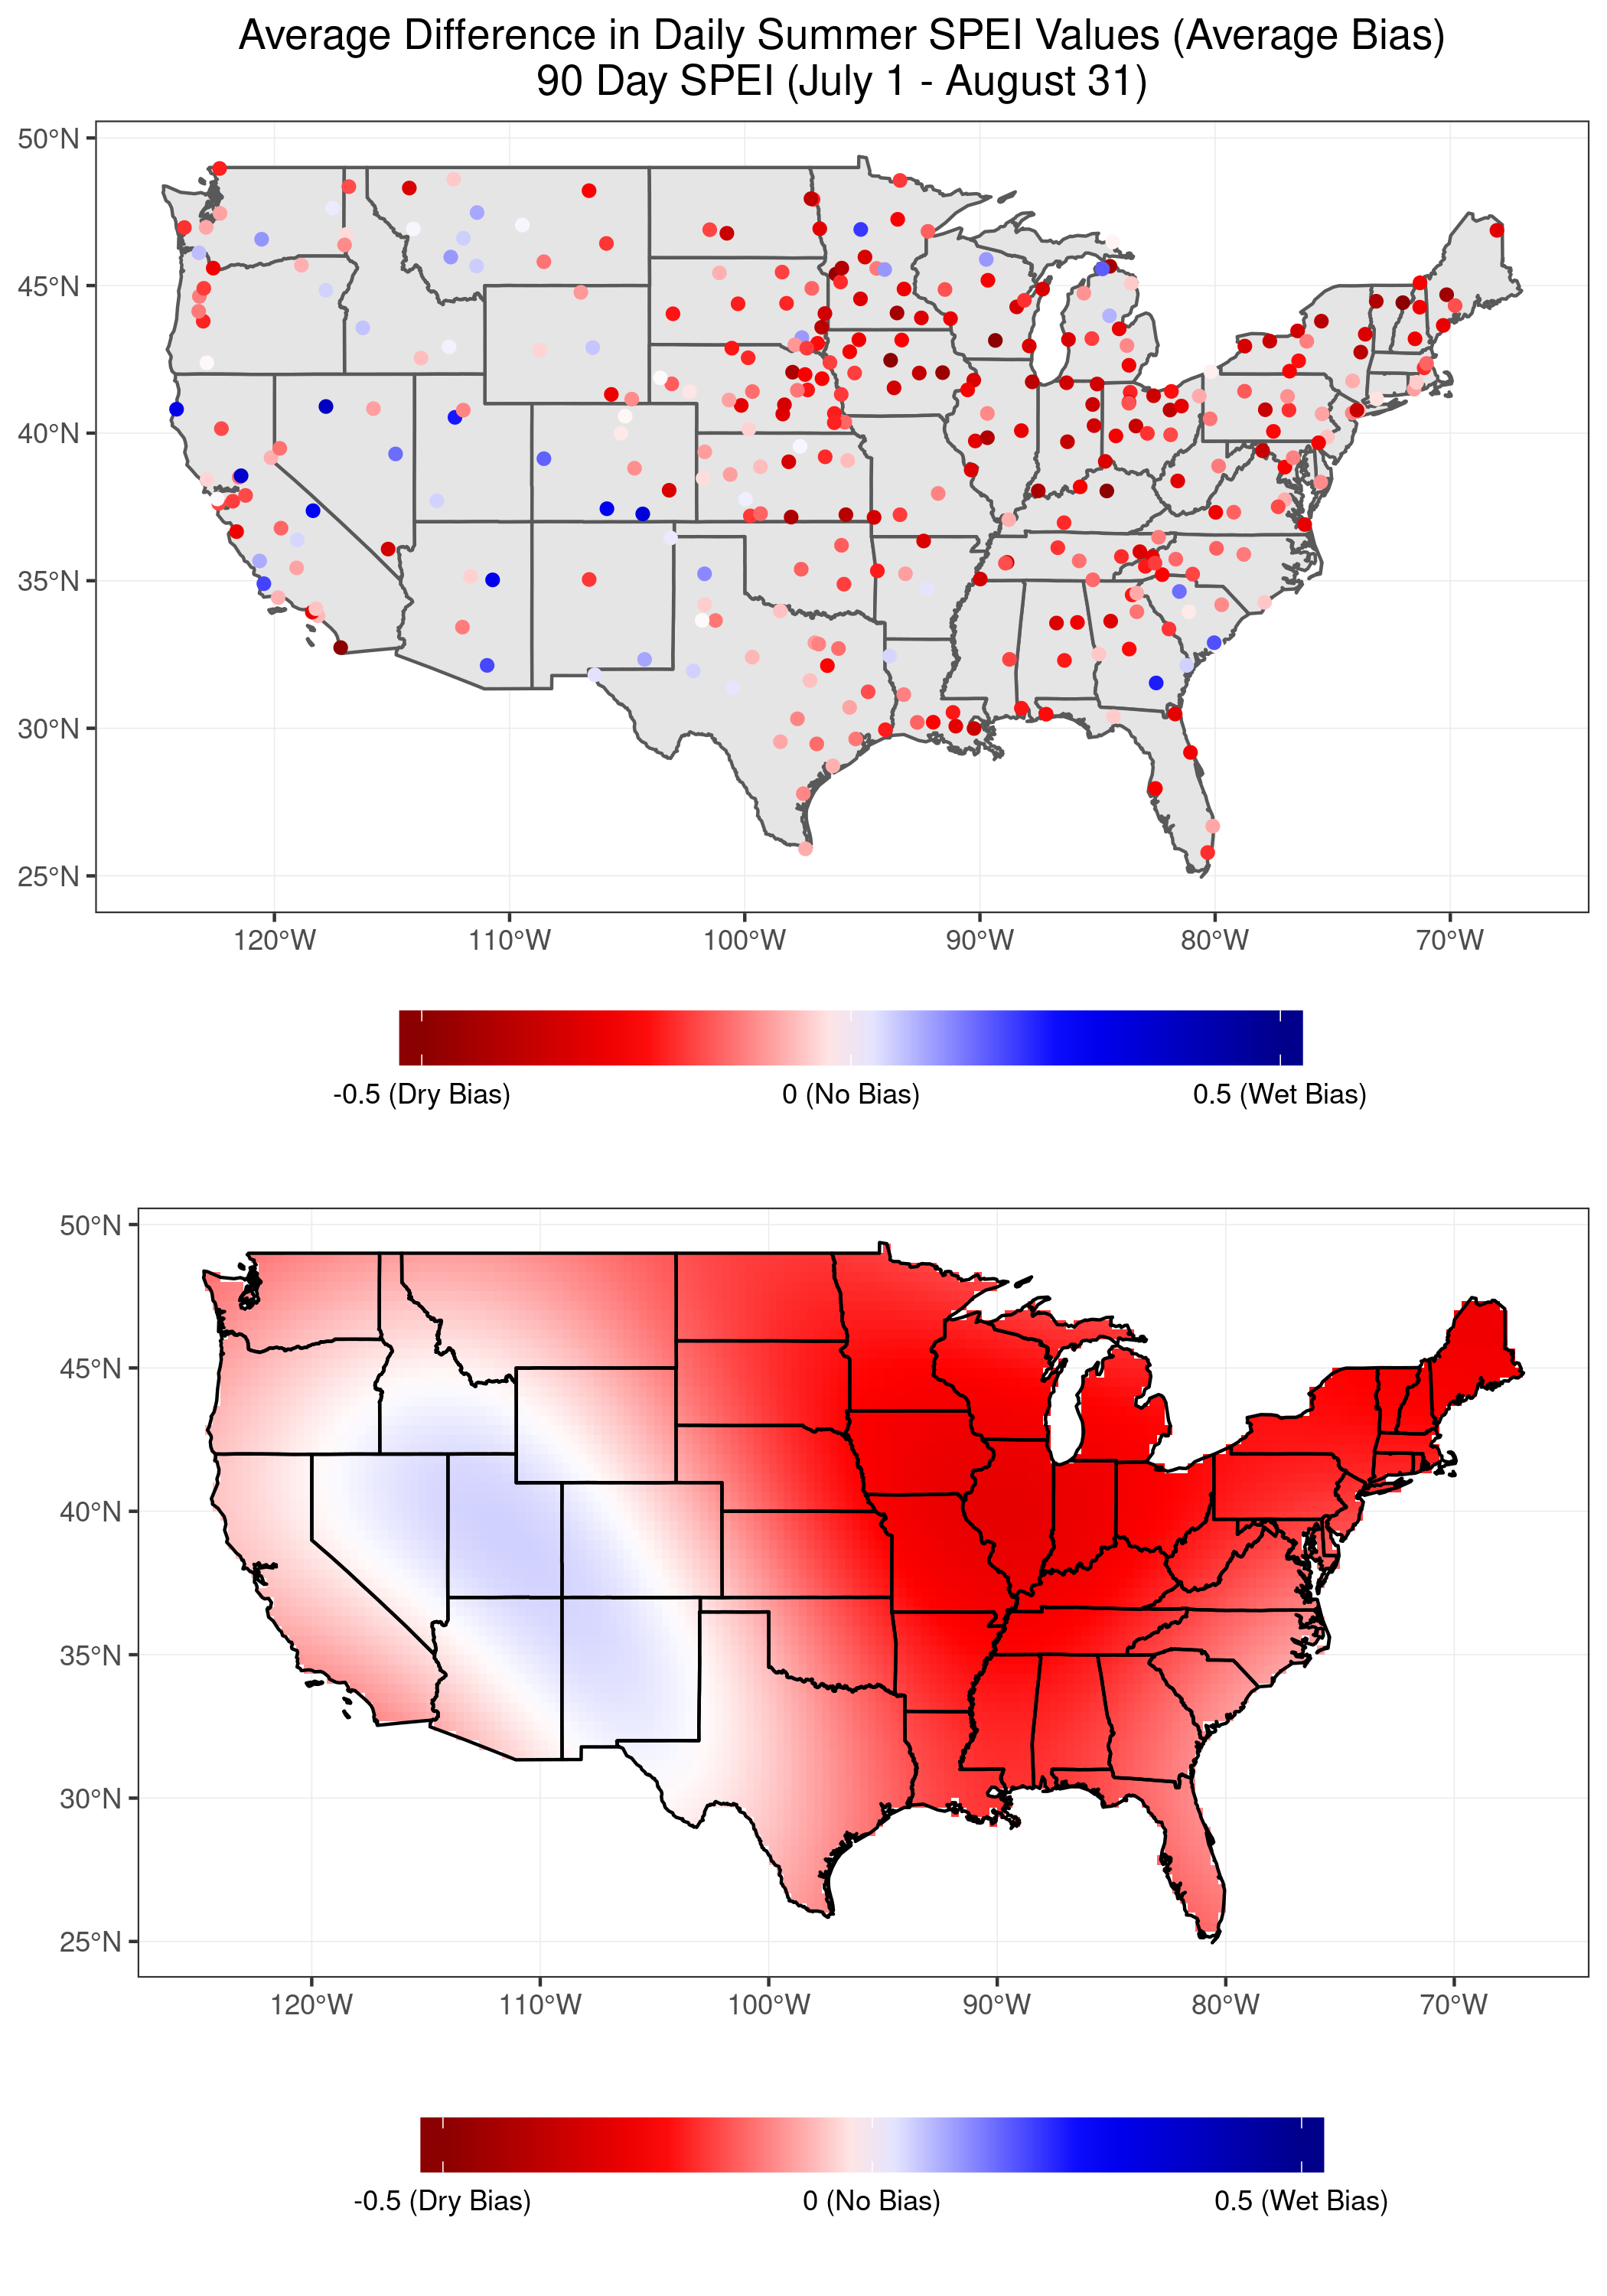 Average Difference in Daily Summer SPEI Values (Average Bias)
90 Day SPEI (July 1 - August 31)
50°N
45°N
40°N
35°N
30°N
25°N
120°W 110°W 100°W 90°W 80°W 70°W
-0.5 (Dry Bias) 0 (No Bias) 0.5 (Wet Bias)
50°N
45°N
40°N
35°N
30°N
25°N
120°W 110°W 100°W 90°W 80°W 70°W
-0.5 (Dry Bias) 0 (No Bias) 0.5 (Wet Bias)